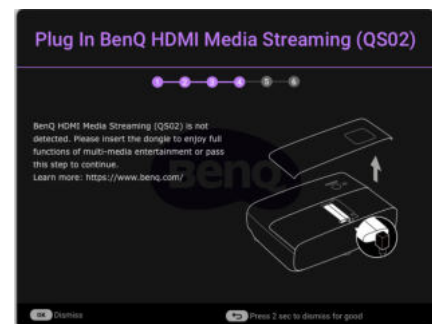 Plug In BenQ HDMI Media Streaming (QS02)
1 2 3 4 5 6
BenQ HDMI Media Streaming (QS02) is not
detected. Please insert the dongle to enjoy full
functions of multi-media entertainment or pass
this step to continue.
Learn more: https://www.benq.com/
BenQ
OK Dismiss
Press 2 sec to dismiss for good